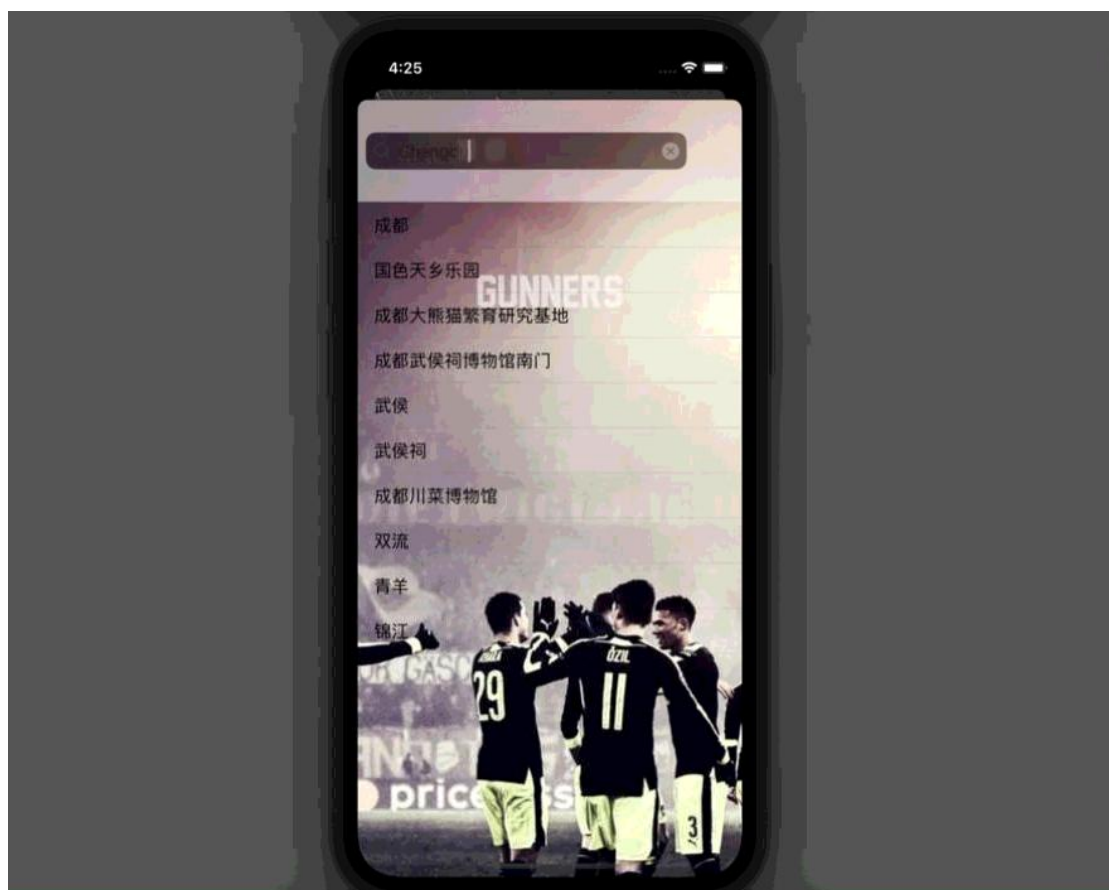 4:25
Chengd
成都
国色天乡乐园
GUNNERS
成都大熊猫繁育研究基地
成都武侯祠博物馆南门
武侯
武侯祠
成都川菜博物馆
双流
青羊
锦江
ÖZIL
29
11
3